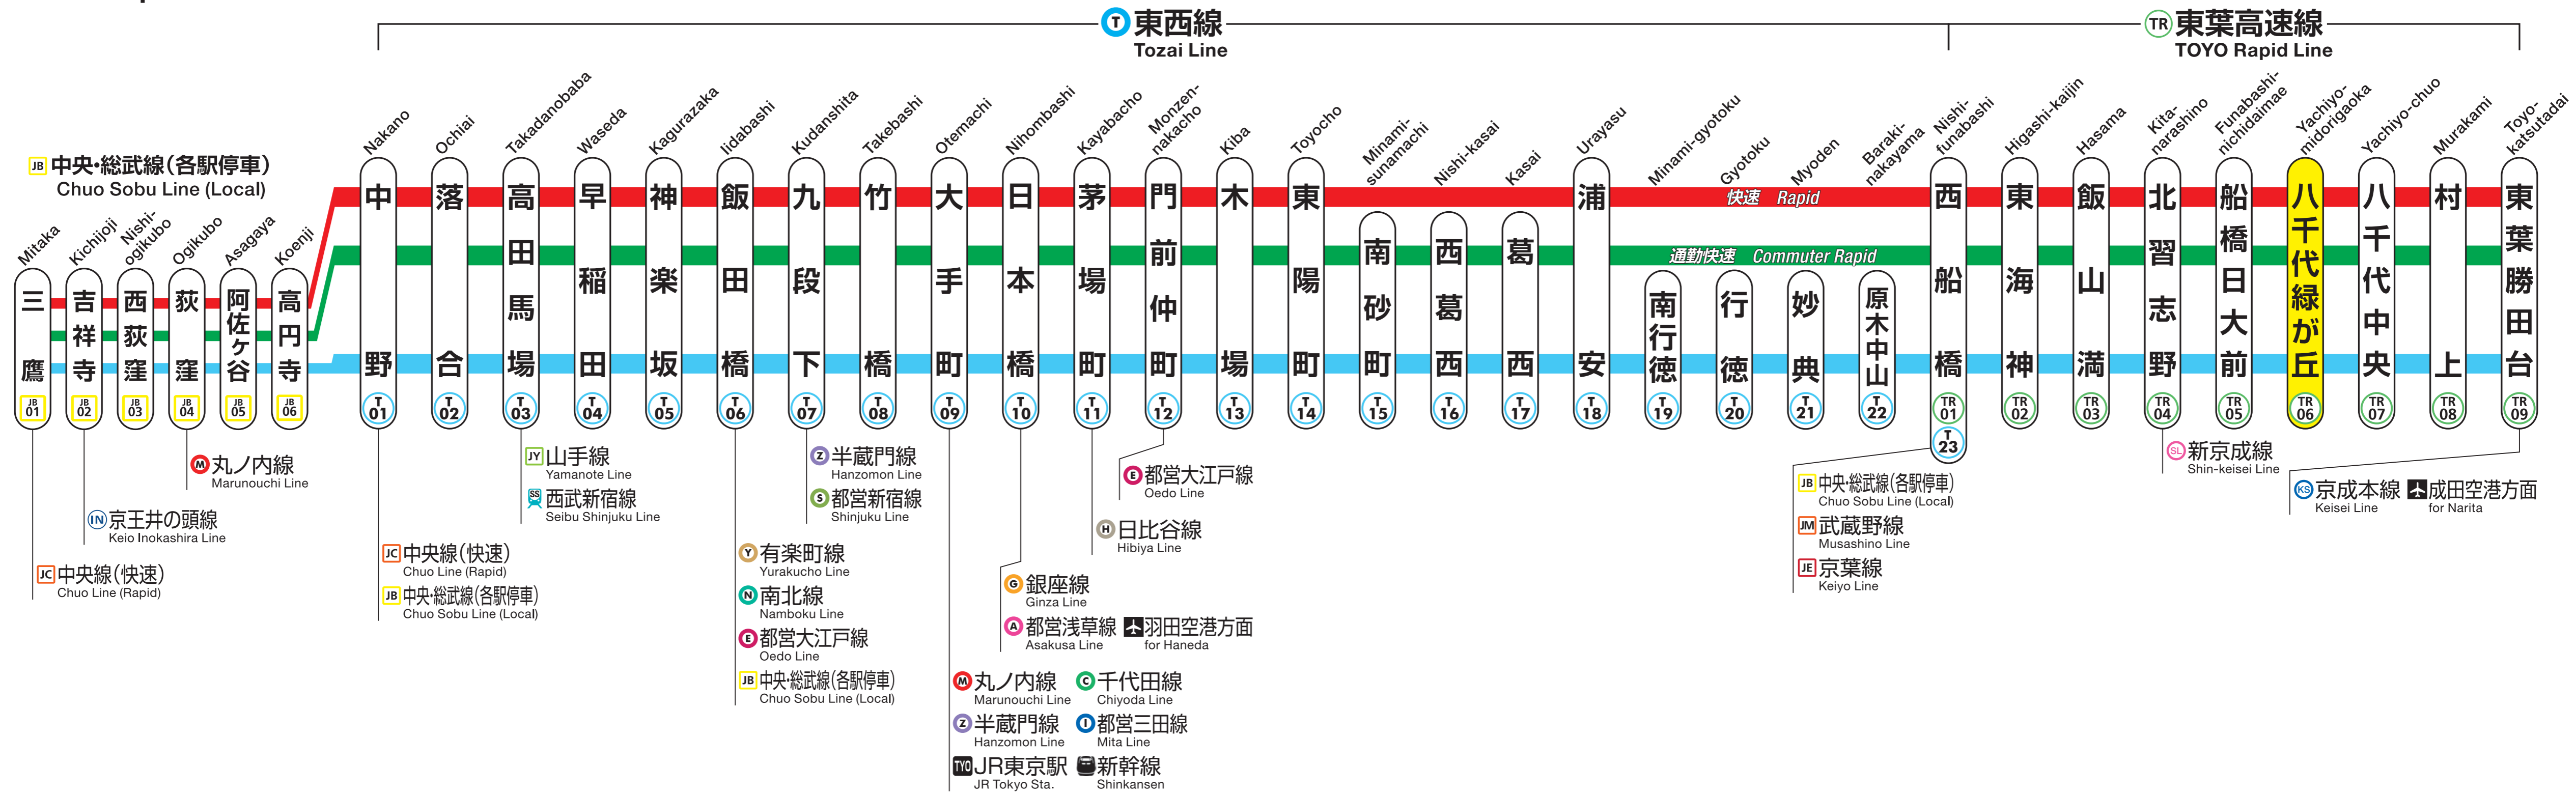 T 東西線
Tozai Line
TR 東葉高速線
TOYO Rapid Line
JB 中央・総武線（各駅停車）
Chuo Sobu Line (Local)
Mitaka
Kichijoji
Nishi-
ogikubo
Ogikubo
Asagaya
Koenji
Nakano
Ochiai
Takadanobaba
Waseda
Kagurazaka
Iidabashi
Kudanshita
Takebashi
Otemachi
Nihombashi
Kayabacho
Monzen-
nakacho
Kiba
Toyocho
Minami-
sunamachi
Nishi-kasai
Kasai
Urayasu
Minami-gyotoku
Gyotoku
Myoden
Baraki-
nakayama
Nishi-
funabashi
Higashi-kaijin
Hasama
Kita-
narashino
Funabashi-
nichidaimae
Yachiyo-
midorigaoka
Yachiyo-chuo
Murakami
Toyo-
katsutadai
快速 Rapid
通勤快速 Commuter Rapid
三鷹
JB 01
吉祥寺
JB 02
西荻窪
JB 03
荻窪
JB 04
阿佐ケ谷
JB 05
高円寺
JB 06
中野
T 01
落合
T 02
高田馬場
T 03
早稲田
T 04
神楽坂
T 05
飯田橋
T 06
九段下
T 07
竹橋
T 08
大手町
T 09
日本橋
T 10
茅場町
T 11
門前仲町
T 12
木場
T 13
東陽町
T 14
南砂町
T 15
西葛西
T 16
葛西
T 17
浦安
T 18
南行徳
T 19
行徳
T 20
妙典
T 21
原木中山
T 22
西船橋
TR 01
T 23
東海神
TR 02
飯山満
TR 03
北習志野
TR 04
船橋日大前
TR 05
八千代緑が丘
TR 06
八千代中央
TR 07
村上
TR 08
東葉勝田台
TR 09
JC 中央線（快速）
Chuo Line (Rapid)
IN 京王井の頭線
Keio Inokashira Line
M 丸ノ内線
Marunouchi Line
JC 中央線（快速）
Chuo Line (Rapid)
JB 中央・総武線（各駅停車）
Chuo Sobu Line (Local)
JY 山手線
Yamanote Line
SS 西武新宿線
Seibu Shinjuku Line
Y 有楽町線
Yurakucho Line
N 南北線
Namboku Line
E 都営大江戸線
Oedo Line
JB 中央・総武線（各駅停車）
Chuo Sobu Line (Local)
Z 半蔵門線
Hanzomon Line
S 都営新宿線
Shinjuku Line
M 丸ノ内線 C 千代田線
Marunouchi Line Chiyoda Line
Z 半蔵門線 I 都営三田線
Hanzomon Line Mita Line
TYO JR東京駅 新幹線
JR Tokyo Sta. Shinkansen
G 銀座線
Ginza Line
A 都営浅草線 羽田空港方面
Asakusa Line for Haneda
H 日比谷線
Hibiya Line
E 都営大江戸線
Oedo Line
JB 中央・総武線（各駅停車）
Chuo Sobu Line (Local)
JM 武蔵野線
Musashino Line
JE 京葉線
Keiyo Line
SL 新京成線
Shin-keisei Line
KS 京成本線 成田空港方面
Keisei Line for Narita